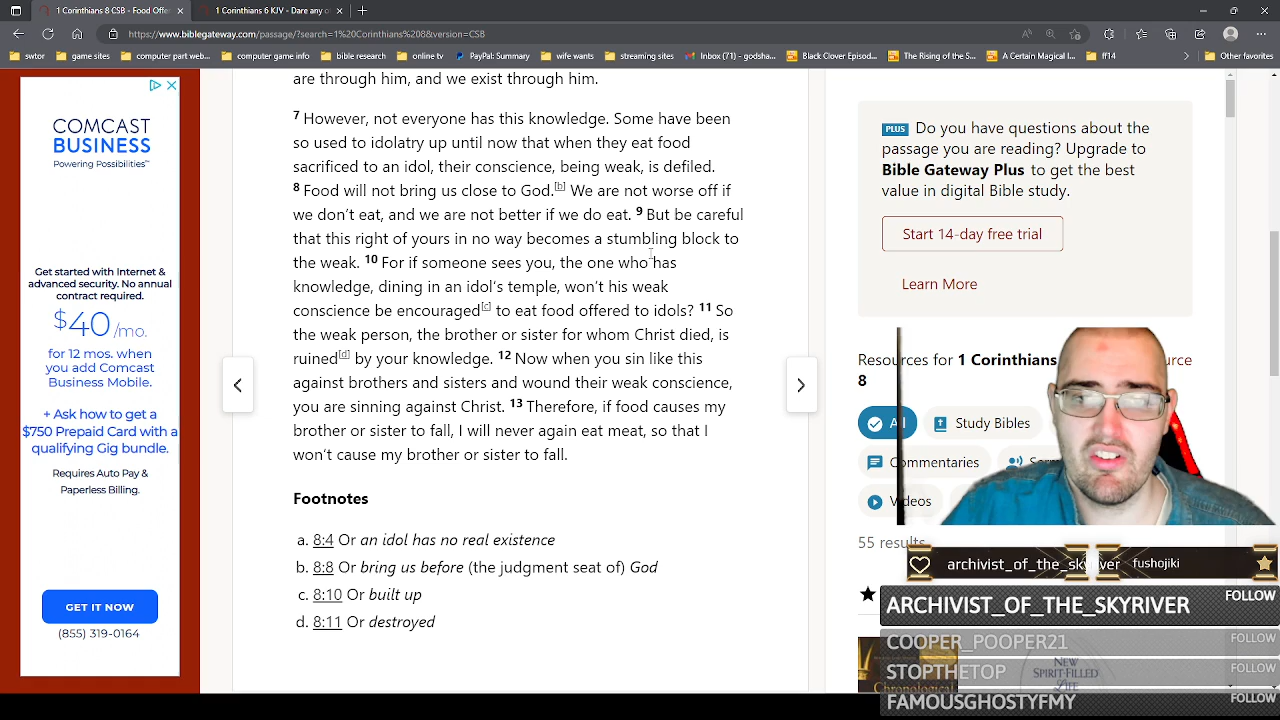 1 Corinthians 8 CSB - Food Offer
1 Corinthians 6 KJV - Dare any o
https://www.biblegateway.com/passage/?search=1%20Corinthians%208&version=CSB
swtor
game sites
computer part web...
computer game
bible research
online tv
PayPal: Summary
wife wants
streaming sites
Inbox (71) - godsha...
Black Clover Episod...
The Rising of the S...
A Certain Magical I...
ff14
Other favorites
COMCAST
BUSINESS
Powering Possibilities™
Get started with Internet &
advanced security. No annual
contract required.
$40/mo.
for 12 mos. when
you add Comcast
Business Mobile.
+ Ask how to get a
$750 Prepaid Card with a
qualifying Gig bundle.
Requires Auto Pay &
Paperless Billing.
GET IT NOW
(855) 319-0164
are through him, and we exist through him.
7 However, not everyone has this knowledge. Some have been
so used to idolatry up until now that when they eat food
sacrificed to an idol, their conscience, being weak, is defiled.
8 Food will not bring us close to God.[b] We are not worse off if
we don't eat, and we are not better if we do eat. 9 But be careful
that this right of yours in no way becomes a stumbling block to
the weak. 10 For if someone sees you, the one who has
knowledge, dining in an idol's temple, won't his weak
conscience be encouraged[c] to eat food offered to idols? 11 So
the weak person, the brother or sister for whom Christ died, is
ruined[d] by your knowledge. 12 Now when you sin like this
against brothers and sisters and wound their weak conscience,
you are sinning against Christ. 13 Therefore, if food causes my
brother or sister to fall, I will never again eat meat, so that I
won't cause my brother or sister to fall.
Footnotes
a. 8:4 Or an idol has no real existence
b. 8:8 Or bring us before (the judgment seat of) God
c. 8:10 Or built up
d. 8:11 Or destroyed
PLUS Do you have questions about the
passage you are reading? Upgrade to
Bible Gateway Plus to get the best
value in digital Bible study.
Start 14-day free trial
Learn More
Resources for 1 Corinthians
8
Study Bibles
Commentaries
Videos
55 results
archivist_of_the_skyriver
fushojiki
ARCHIVIST_OF_THE_SKYRIVER FOLLOW
COOPER_POOPER21 FOLLOW
STOPTHETOP FOLLOW
FAMOUSGHOSTYFMY FOLLOW
Chronological
NEW
SPIRIT-FILLED
LIFE